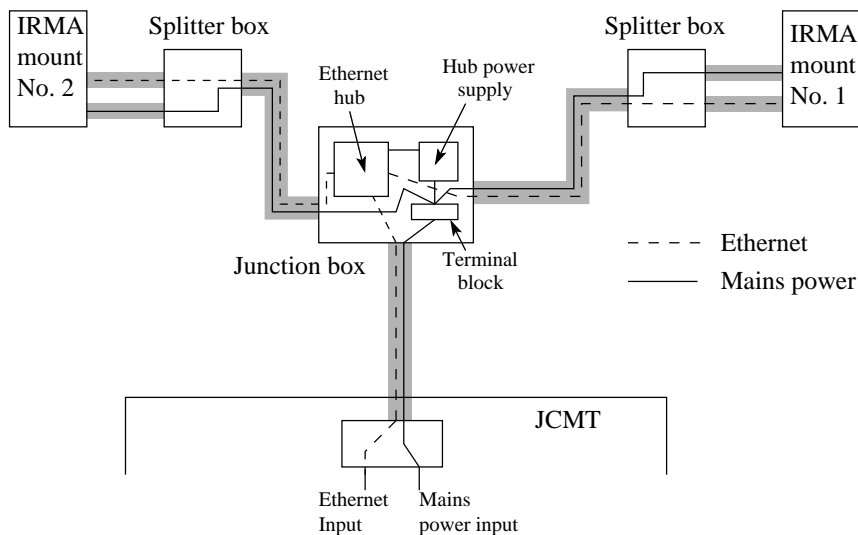 IRMA
mount
No. 2
Splitter box
Ethernet
hub
Hub power
supply
Splitter box
IRMA
mount
No. 1
Junction box
Terminal
block
Ethernet
Mains power
JCMT
Ethernet
Input
Mains
power input